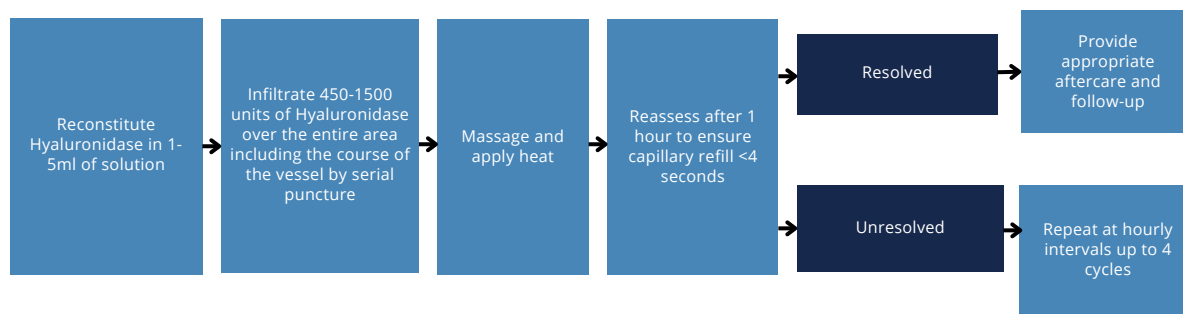 Reconstitute
Hyaluronidase in 1-
5ml of solution
Infiltrate 450-1500
units of Hyaluronidase
over the entire area
including the course of
the vessel by serial
puncture
Massage and
apply heat
Reassess after 1
hour to ensure
capillary refill <4
seconds
Resolved
Provide
appropriate
aftercare and
follow-up
Unresolved
Repeat at hourly
intervals up to 4
cycles